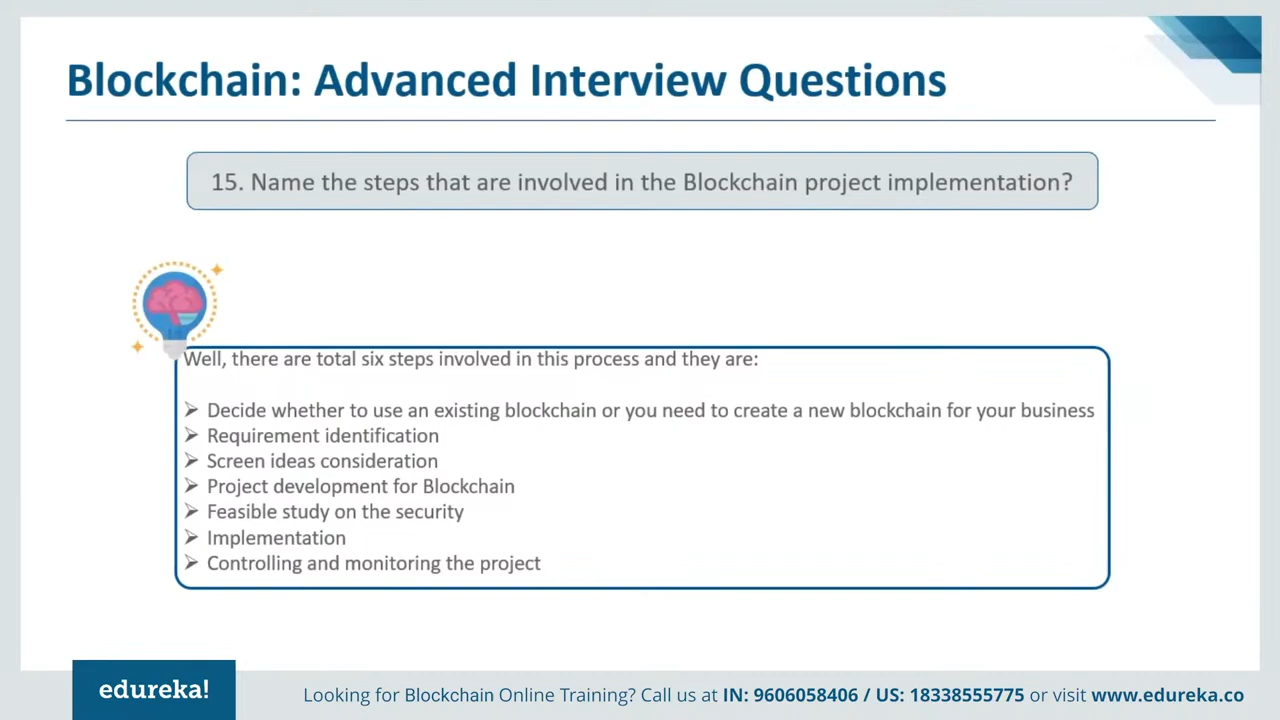 Blockchain: Advanced Interview Questions
15. Name the steps that are involved in the Blockchain project implementation?
Well, there are total six steps involved in this process and they are:
➢ Decide whether to use an existing blockchain or you need to create a new blockchain for your business
➢ Requirement identification
➢ Screen ideas consideration
➢ Project development for Blockchain
➢ Feasible study on the security
➢ Implementation
➢ Controlling and monitoring the project
edureka!
Looking for Blockchain Online Training? Call us at IN: 9606058406 / US: 18338555775 or visit www.edureka.co